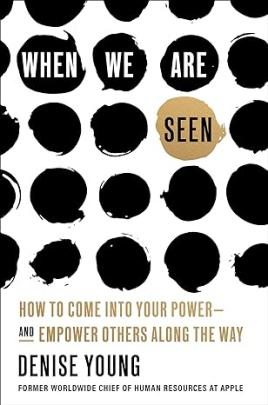 WHEN WE ARE
SEEN
HOW TO COME INTO YOUR POWER—
AND EMPOWER OTHERS ALONG THE WAY
DENISE YOUNG
FORMER WORLDWIDE CHIEF OF HUMAN RESOURCES AT APPLE